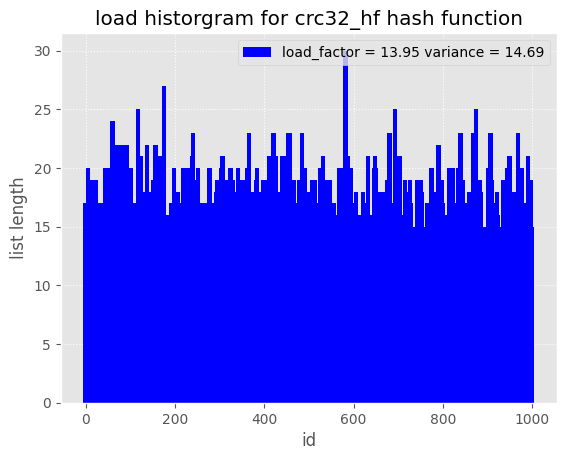 load historgram for crc32_hf hash function
load_factor = 13.95 variance = 14.69
30
25
20
15
10
5
0
list length
0 200 400 600 800 1000
id